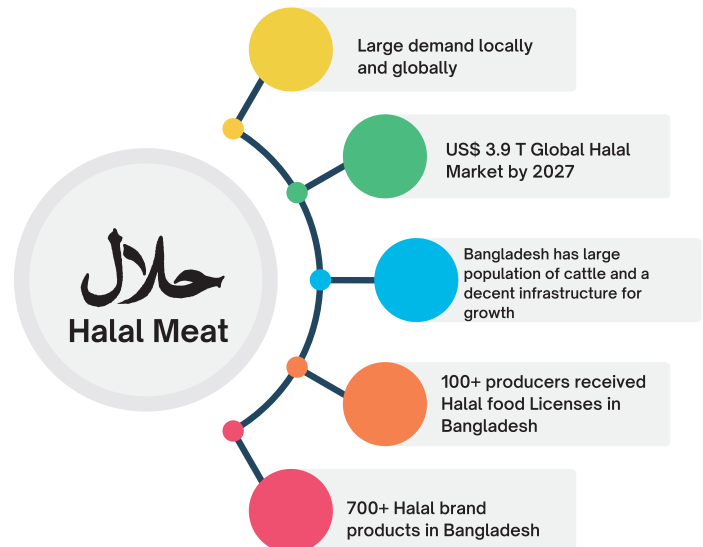 حلال
Halal Meat
Large demand locally
and globally
US$ 3.9 T Global Halal
Market by 2027
Bangladesh has large
population of cattle and a
decent infrastructure for
growth
100+ producers received
Halal food Licenses in
Bangladesh
700+ Halal brand
products in Bangladesh